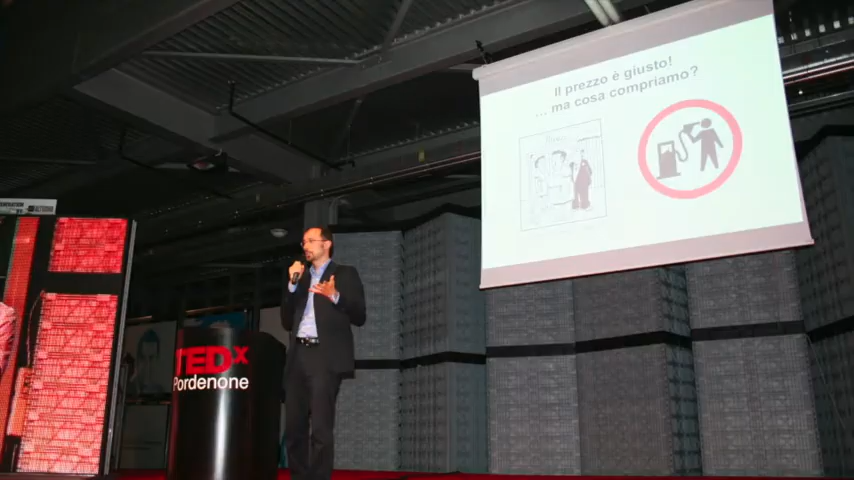 Il prezzo è giusto!
... ma cosa compriamo?
TEDx
Pordenone